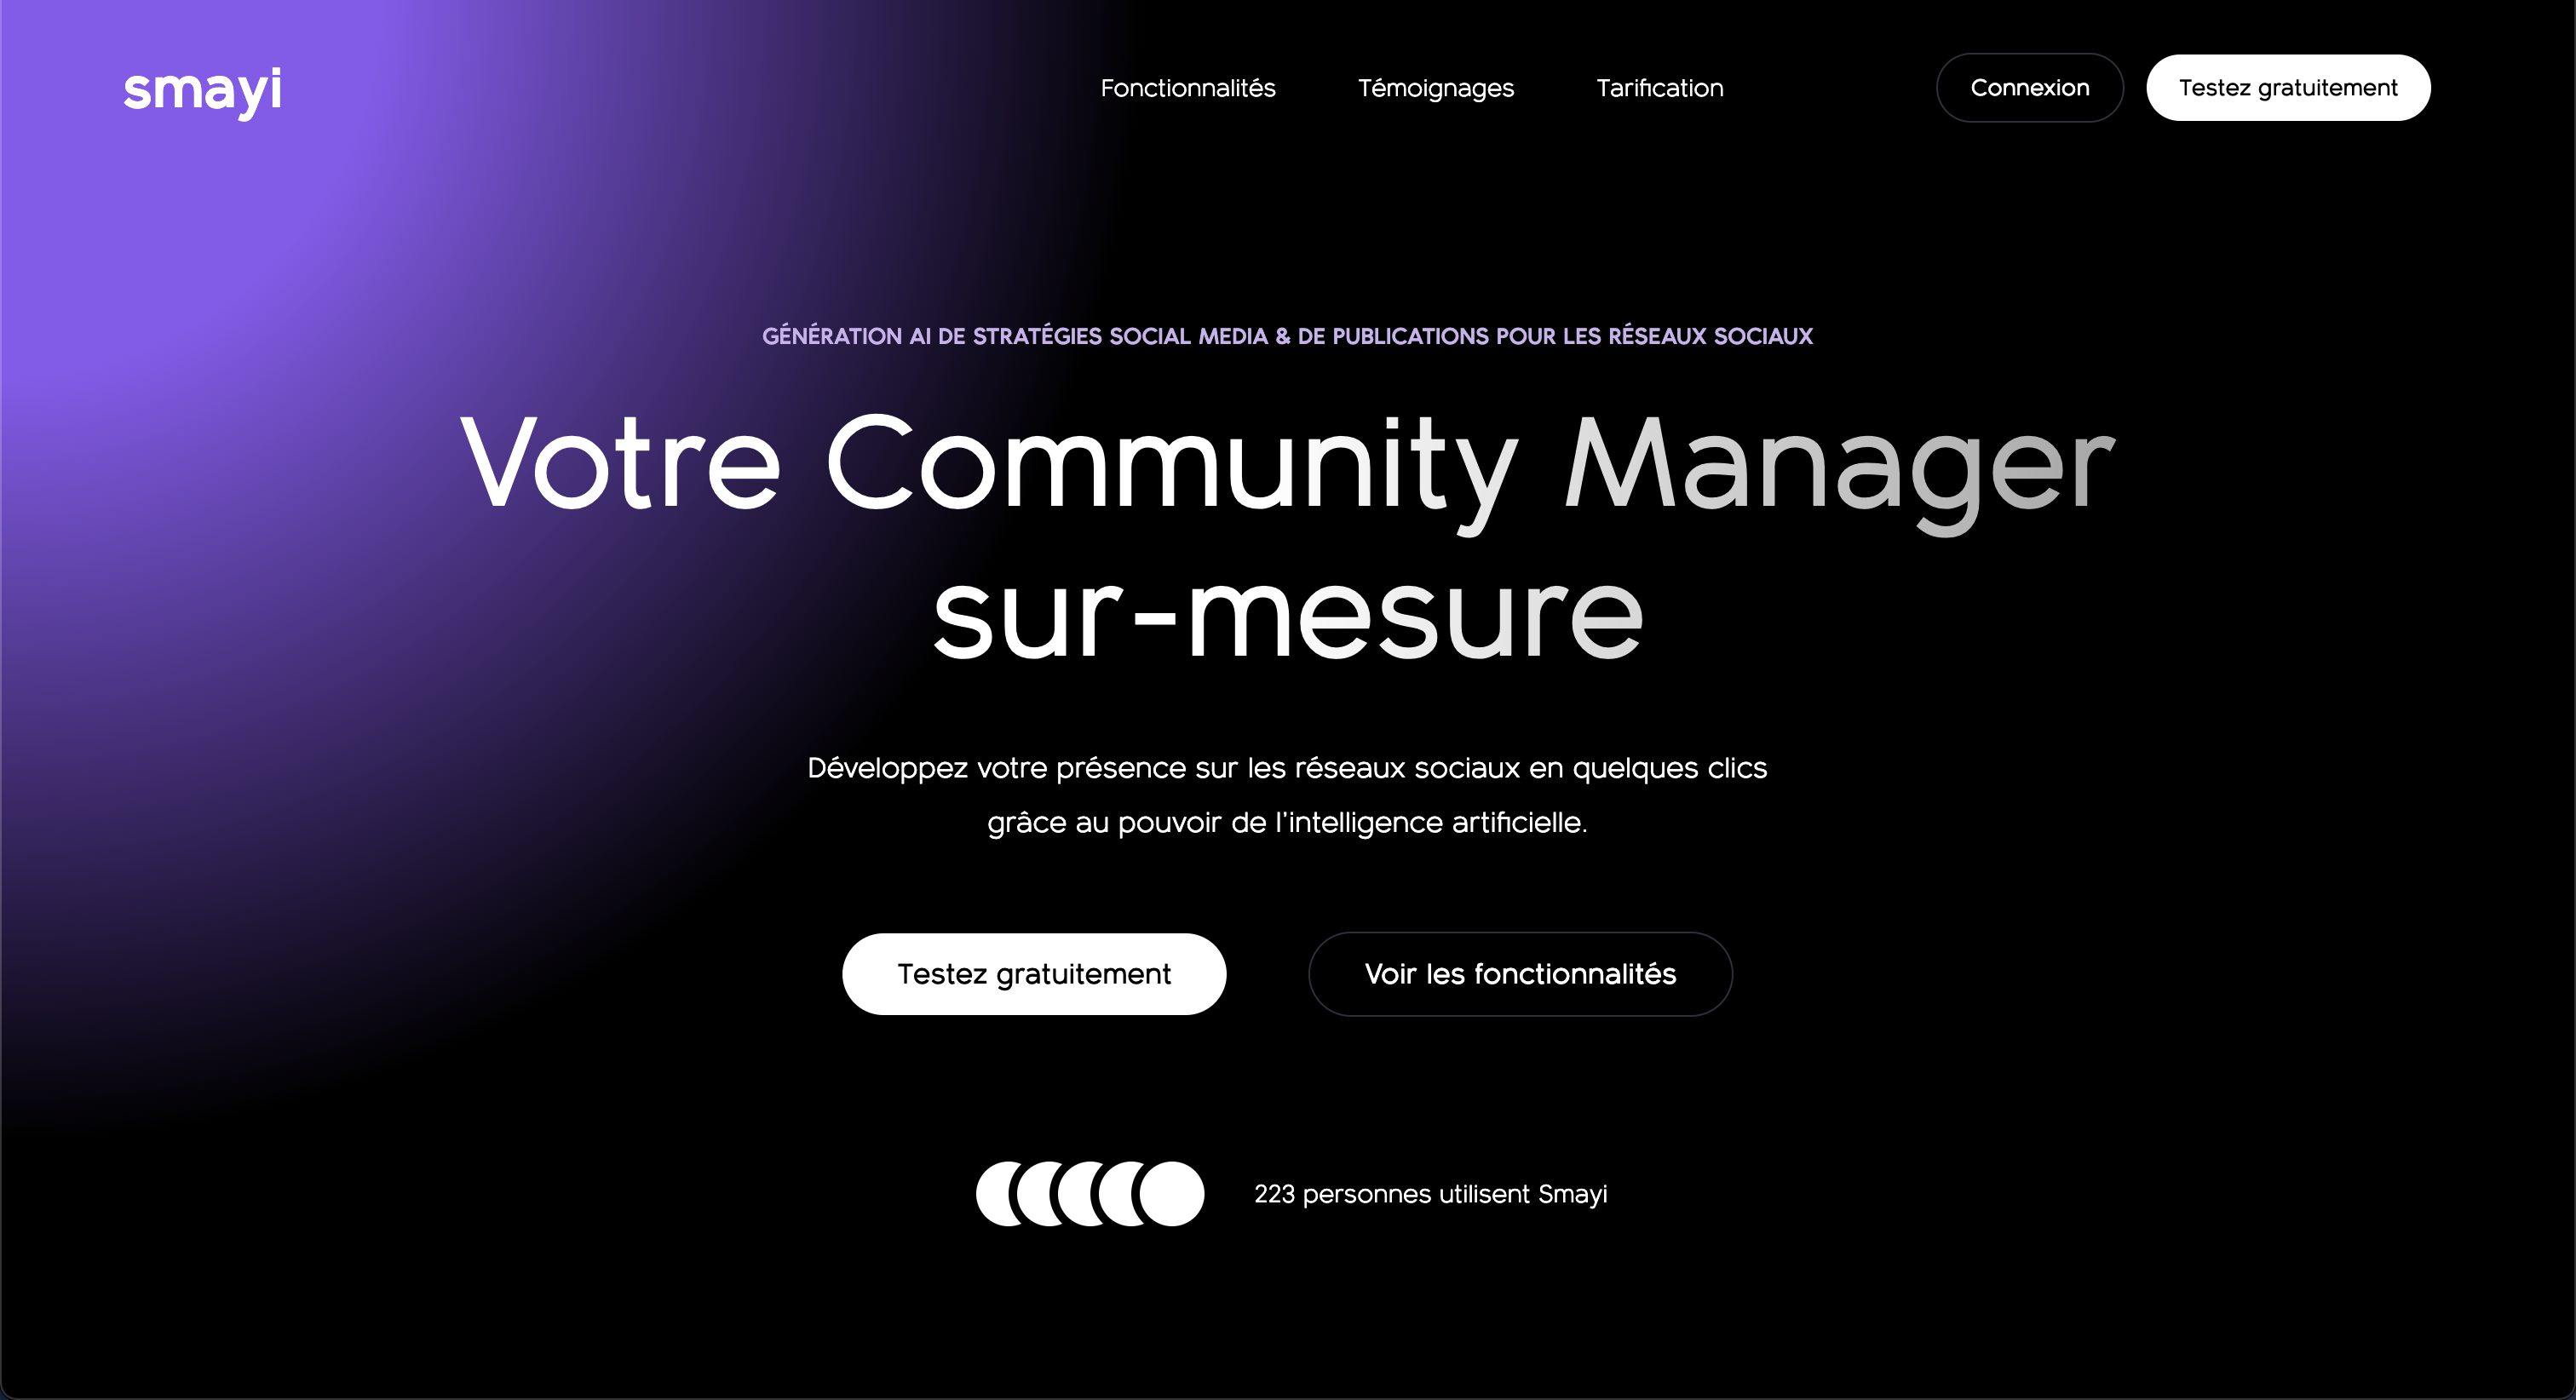 smayi
Fonctionnalités
Témoignages
Tarification
Connexion
Testez gratuitement
GÉNÉRATION AI DE STRATÉGIES SOCIAL MEDIA & DE PUBLICATIONS POUR LES RÉSEAUX SOCIAUX
Votre Community Manager
sur-mesure
Développez votre présence sur les réseaux sociaux en quelques clics
grâce au pouvoir de l'intelligence artificielle.
Testez gratuitement
Voir les fonctionnalités
223 personnes utilisent Smayi